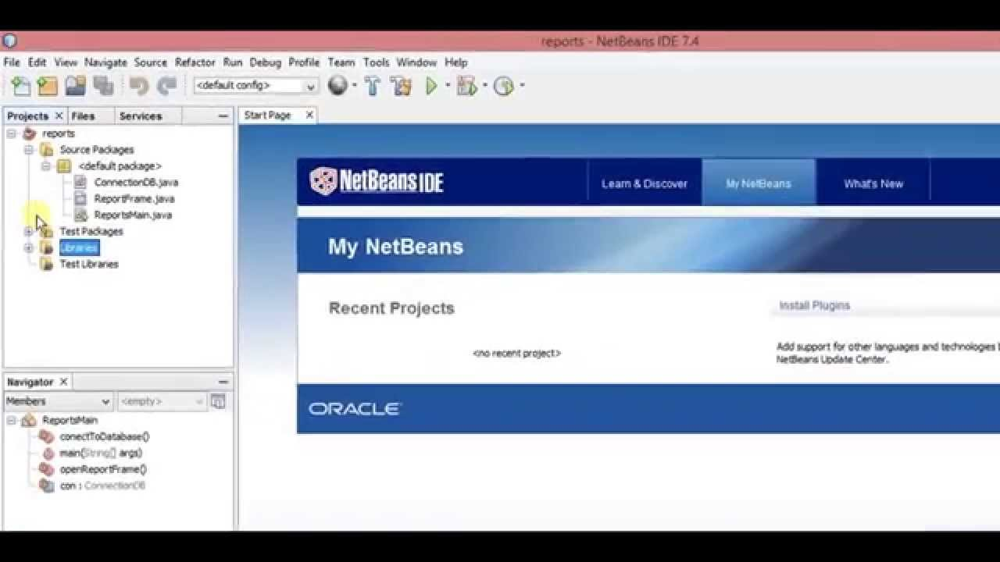 reports - NetBeans IDE 7.4
File Edit View Navigate Source Refactor Run Debug Profile Team Tools Window Help
<default config>
Projects Files Services
Start Page
reports
Source Packages
<default package>
ConnectionDB.java
ReportFrame.java
ReportsMain.java
Test Packages
Libraries
Test Libraries
NetBeans IDE
Learn & Discover
My NetBeans
What's New
My NetBeans
Recent Projects
<no recent project>
Install Plugins
Add support for other languages and technologies
NetBeans Update Center.
ORACLE
Navigator
Members
<empty>
ReportsMain
conectToDatabase()
main(String[] args)
openReportFrame()
con : ConnectionDB